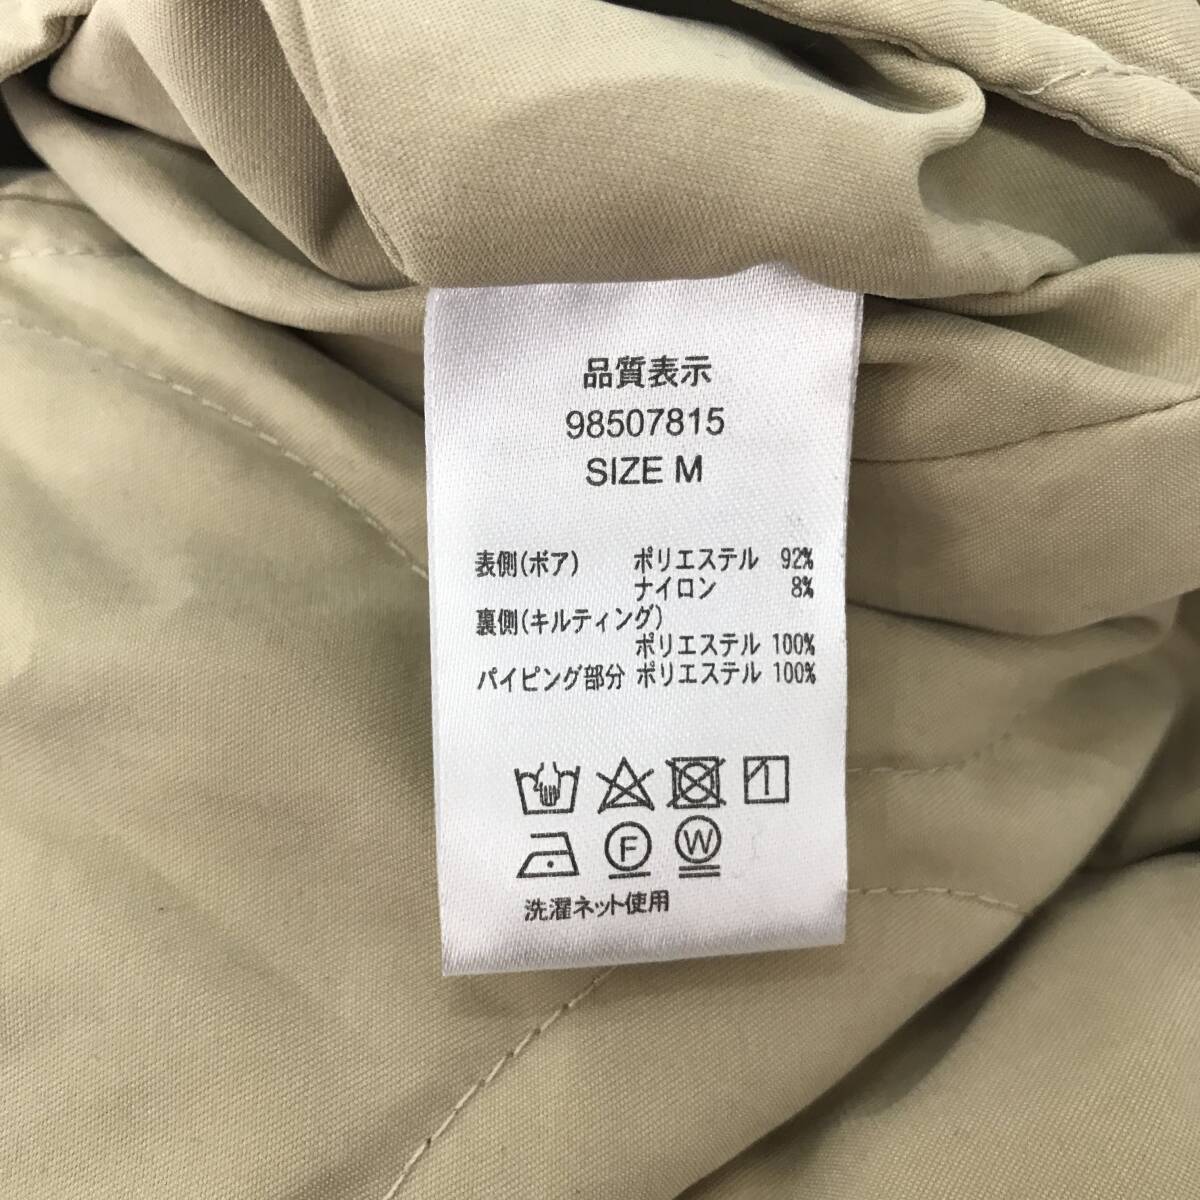 品質表示
98507815
SIZE M
表側(ボア) ポリエステル 92%
ナイロン 8%
裏側(キルティング)
ポリエステル 100%
パイピング部分 ポリエステル 100%
F W
洗濯ネット使用